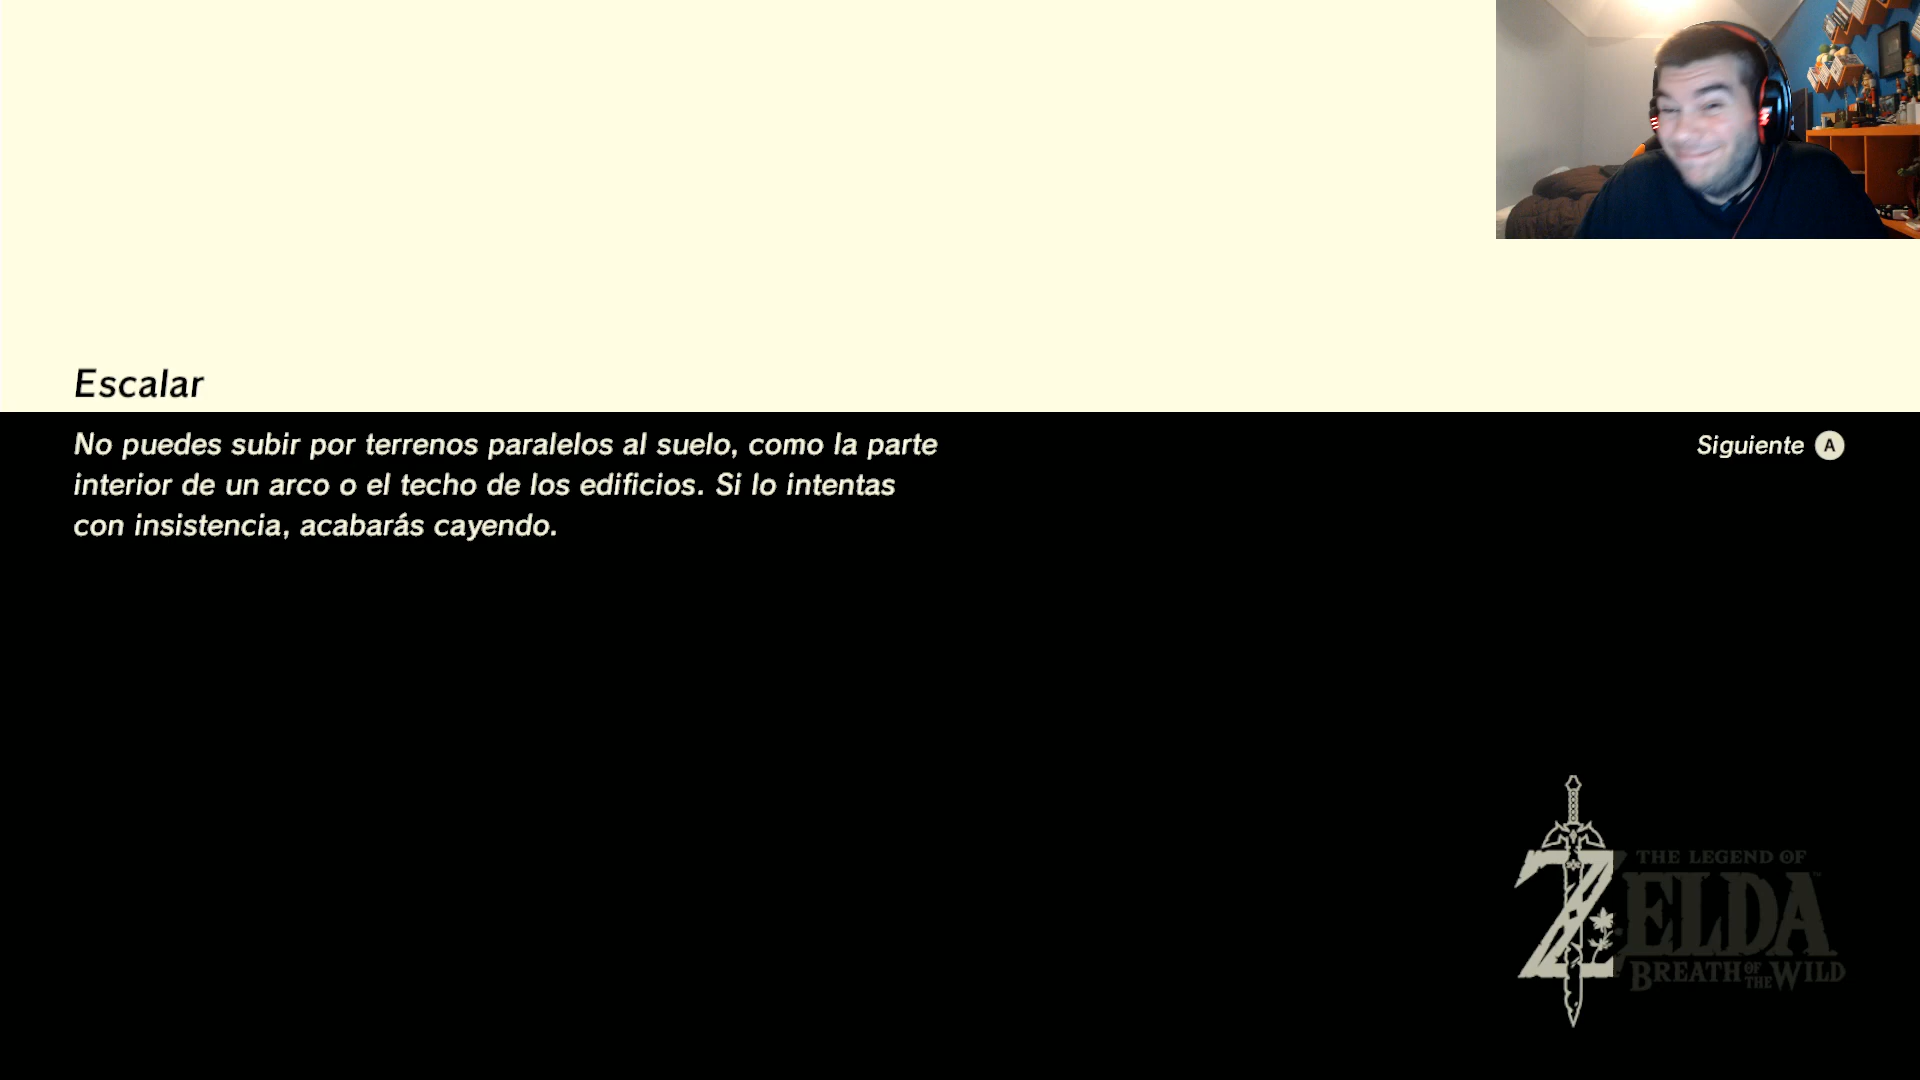 Escalar
No puedes subir por terrenos paralelos al suelo, como la parte
interior de un arco o el techo de los edificios. Si lo intentas
con insistencia, acabarás cayendo.
Siguiente A
THE LEGEND OF
ZELDA
BREATH OF THE WILD